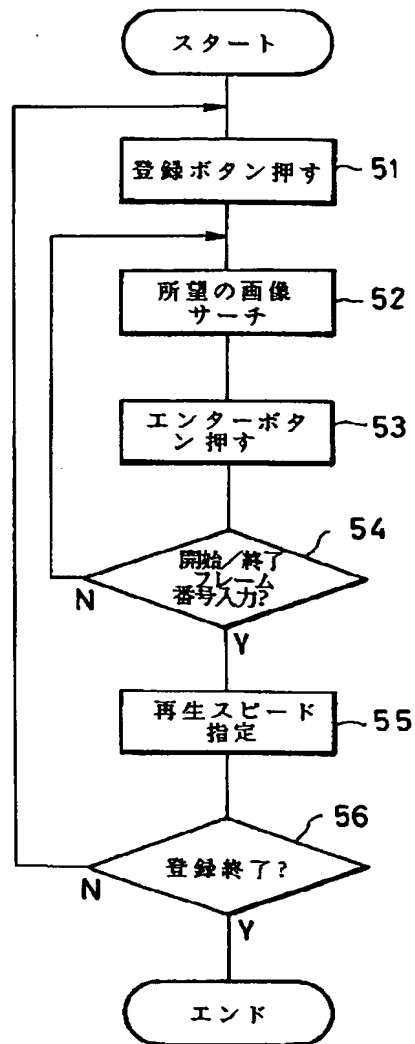 スタート
登録ボタン押す
51
所望の画像
サーチ
52
エンターボタ
ン押す
53
54
開始/終了
フレーム
番号入力?
N
Y
再生スピード
指定
55
56
登録終了?
N
Y
エンド